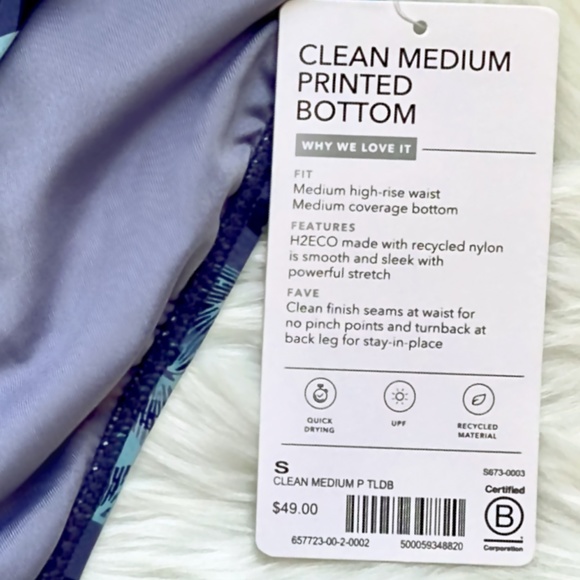 CLEAN MEDIUM
PRINTED
BOTTOM
WHY WE LOVE IT
FIT
Medium high-rise waist
Medium coverage bottom
FEATURES
H2ECO made with recycled nylon
is smooth and sleek with
powerful stretch
FAVE
Clean finish seams at waist for
no pinch points and turnback at
back leg for stay-in-place
QUICK
DRYING
UPF
RECYCLED
MATERIAL
S
S673-0003
CLEAN MEDIUM P TLDB
$49.00
657723-00-2-0002
500059348820
Certified
B
Corporation